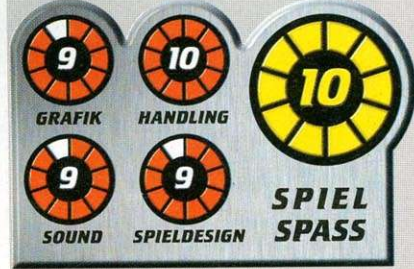 9
10
10
GRAFIK
HANDLING
9
9
SPIEL
SPASS
SOUND
SPIELDESIGN